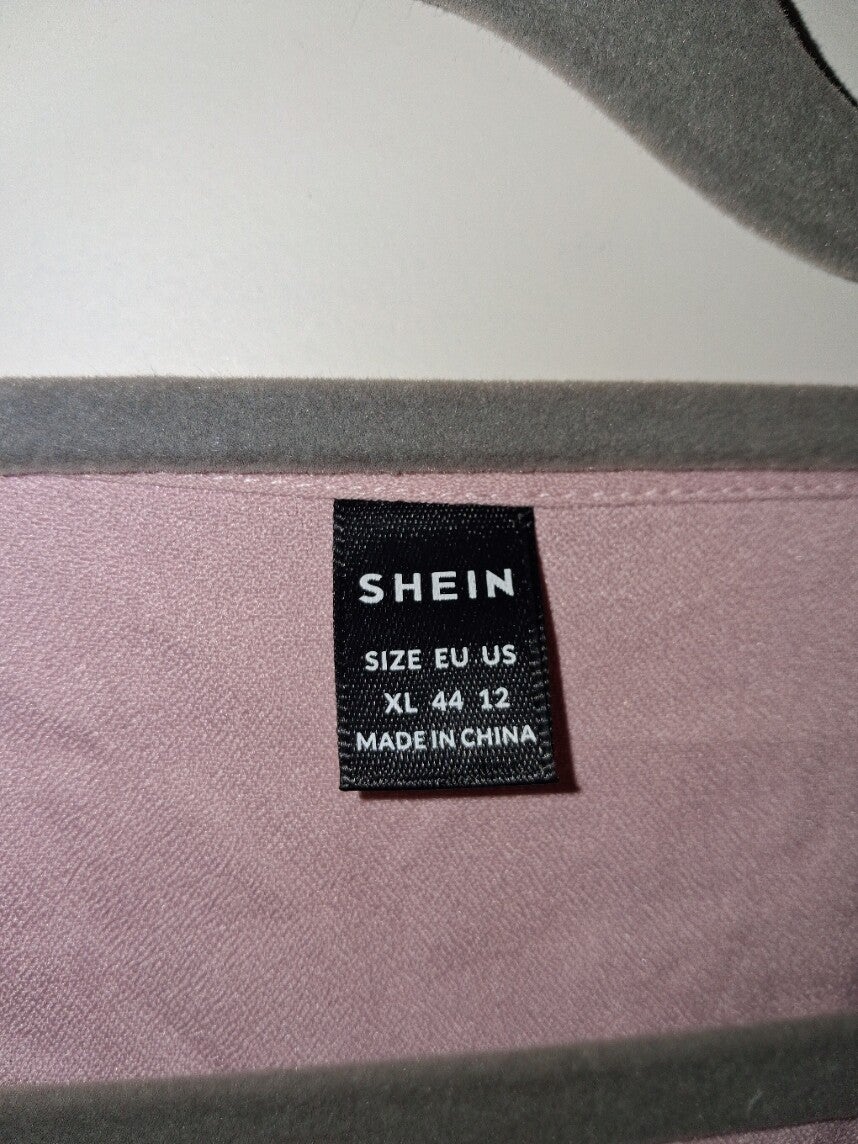 SHEIN
SIZE EU US
XL 44 12
MADE IN CHINA